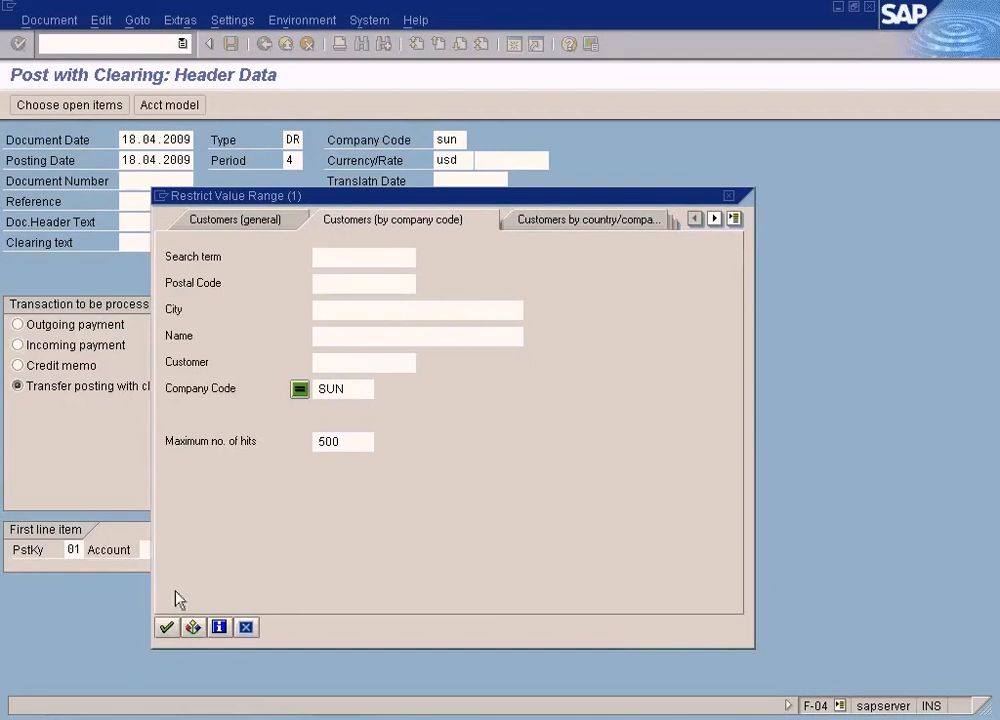 Document Edit Goto Extras Settings Environment System Help
SAP
Post with Clearing: Header Data
Choose open items Acct model
Document Date 18.04.2009 Type DR Company Code sun
Posting Date 18.04.2009 Period 4 Currency/Rate usd
Document Number Translatn Date
Reference
Doc.Header Text
Clearing text
Restrict Value Range (1)
Customers (general) Customers (by company code) Customers by country/compa...
Search term
Postal Code
City
Name
Customer
Company Code SUN
Maximum no. of hits 500
Transaction to be process
Outgoing payment
Incoming payment
Credit memo
Transfer posting with cl
First line item
PstKy 01 Account
F-04 sapserver INS